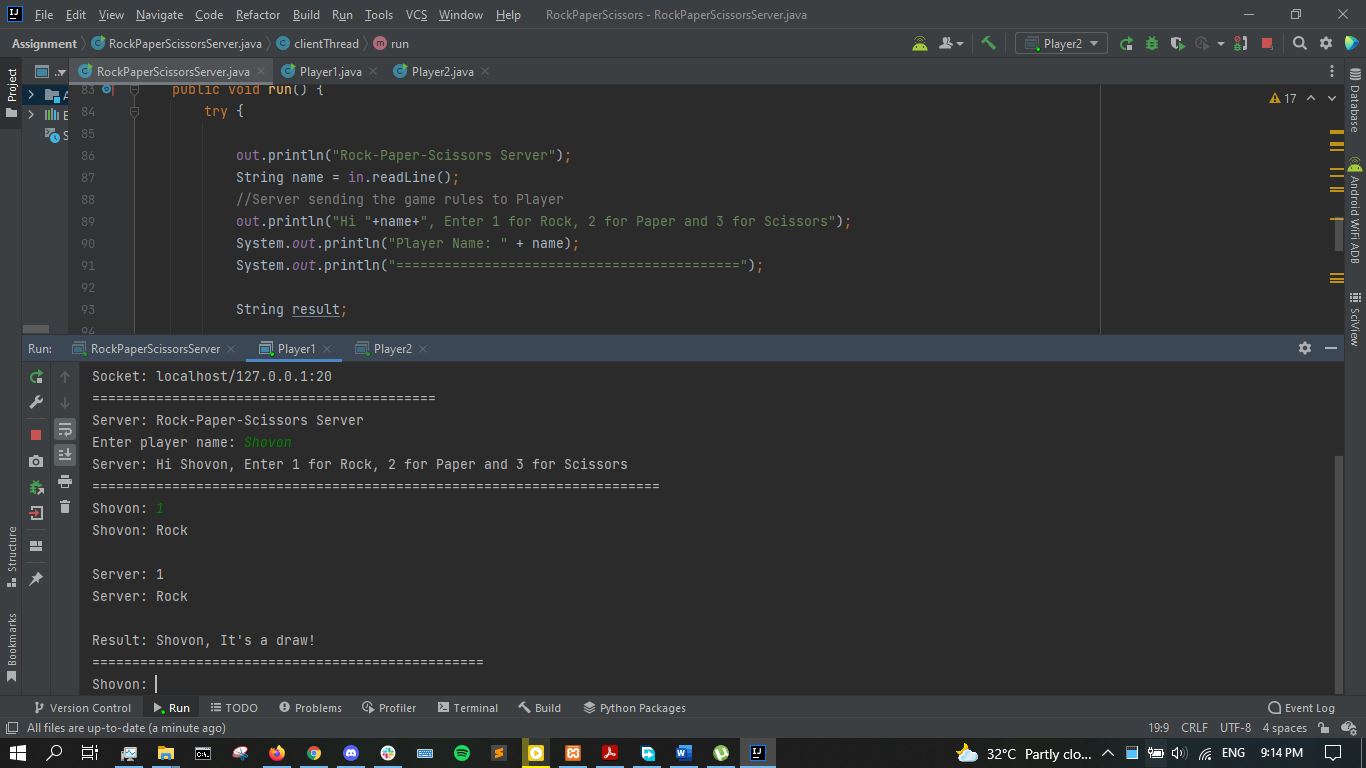 File Edit View Navigate Code Refactor Build Run Tools VCS Window Help RockPaperScissors - RockPaperScissorsServer.java
Assignment RockPaperScissorsServer.java clientThread run Player2
Project .. RockPaperScissorsServer.java Player1.java Player2.java
83 public void run() {
84 try {
17
85
86 out.println("Rock-Paper-Scissors Server");
87 String name = in.readLine();
88 //Server sending the game rules to Player
89 out.println("Hi "+name+", Enter 1 for Rock, 2 for Paper and 3 for Scissors");
90 System.out.println("Player Name: " + name);
91 System.out.println("===========================================");
92
93 String result;
94
Database
Android WiFi ADB
SciView
Run: RockPaperScissorsServer Player1 Player2
Socket: localhost/127.0.0.1:20
===========================================
Server: Rock-Paper-Scissors Server
Enter player name: Shovon
Server: Hi Shovon, Enter 1 for Rock, 2 for Paper and 3 for Scissors
=======================================================================
Shovon: 1
Shovon: Rock
Server: 1
Server: Rock
Result: Shovon, It's a draw!
=================================================
Shovon:
Structure
Bookmarks
Version Control Run TODO Problems Profiler Terminal Build Python Packages Event Log
All files are up-to-date (a minute ago) 19:9 CRLF UTF-8 4 spaces
32°C Partly clo... ENG 9:14 PM